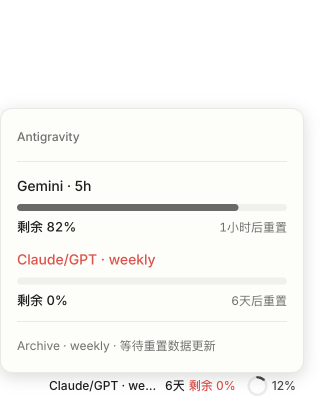 Antigravity
Gemini · 5h
剩余 82% 1小时后重置
Claude/GPT · weekly
剩余 0% 6天后重置
Archive · weekly · 等待重置数据更新
Claude/GPT · we... 6天 剩余 0% 12%